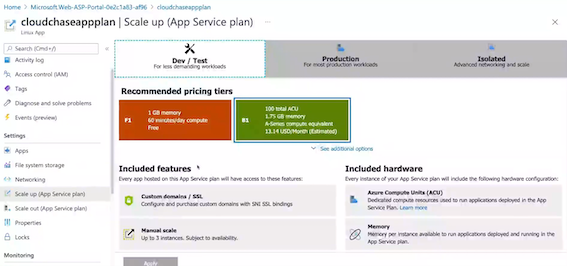 Home > Microsoft.Web-ASP-Portal-0e2c1a83-af96 > cloudchaseappplan
cloudchaseappplan | Scale up (App Service plan) ...
Linux App
Search (Ctrl+/)
Activity log
Access control (IAM)
Tags
Diagnose and solve problems
Events (preview)
Settings
Apps
File system storage
Networking
Scale up (App Service plan)
Scale out (App Service plan)
Properties
Locks
Monitoring
Dev / Test
For less demanding workloads
Production
For most production workloads
Isolated
Advanced networking and scale
Recommended pricing tiers
F1
1 GB memory
60 minutes/day compute
Free
B1
100 total ACU
1.75 GB memory
A-Series compute equivalent
13.14 USD/Month (Estimated)
See additional options
Included features
Every app hosted on this App Service plan will have access to these features:
Custom domains / SSL
Configure and purchase custom domains with SNI SSL bindings
Manual scale
Up to 3 instances. Subject to availability.
Included hardware
Every instance of your App Service plan will include the following hardware configuration:
Azure Compute Units (ACU)
Dedicated compute resources used to run applications deployed in the App
Service Plan. Learn more
Memory
Memory per instance available to run applications deployed and running in the
App Service plan.
Apply